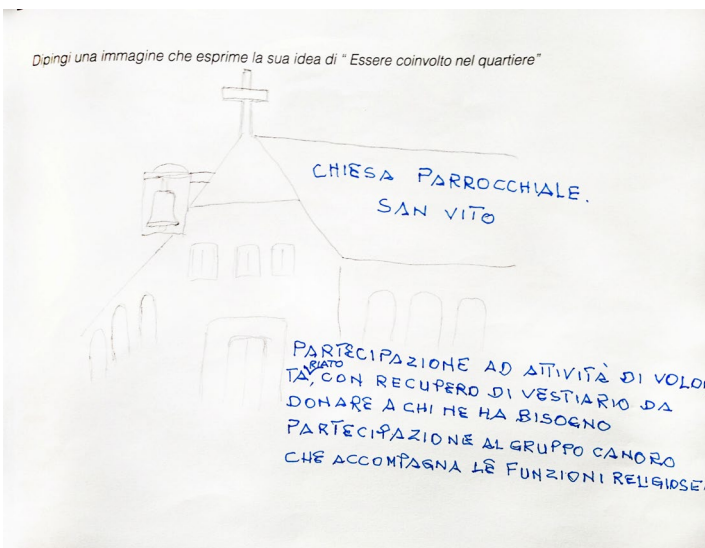 Dipingi una immagine che esprime la sua idea di “ Essere coinvolto nel quartiere”
CHIESA PARROCCHIALE.
SAN VITO
PARTECIPAZIONE AD ATTIVITÀ DI VOLON
TARIATO, CON RECUPERO DI VESTIARIO DA
DONARE A CHI NE HA BISOGNO
PARTECIPAZIONE AL GRUPPO CANORO
CHE ACCOMPAGNA LE FUNZIONI RELIGIOSE.